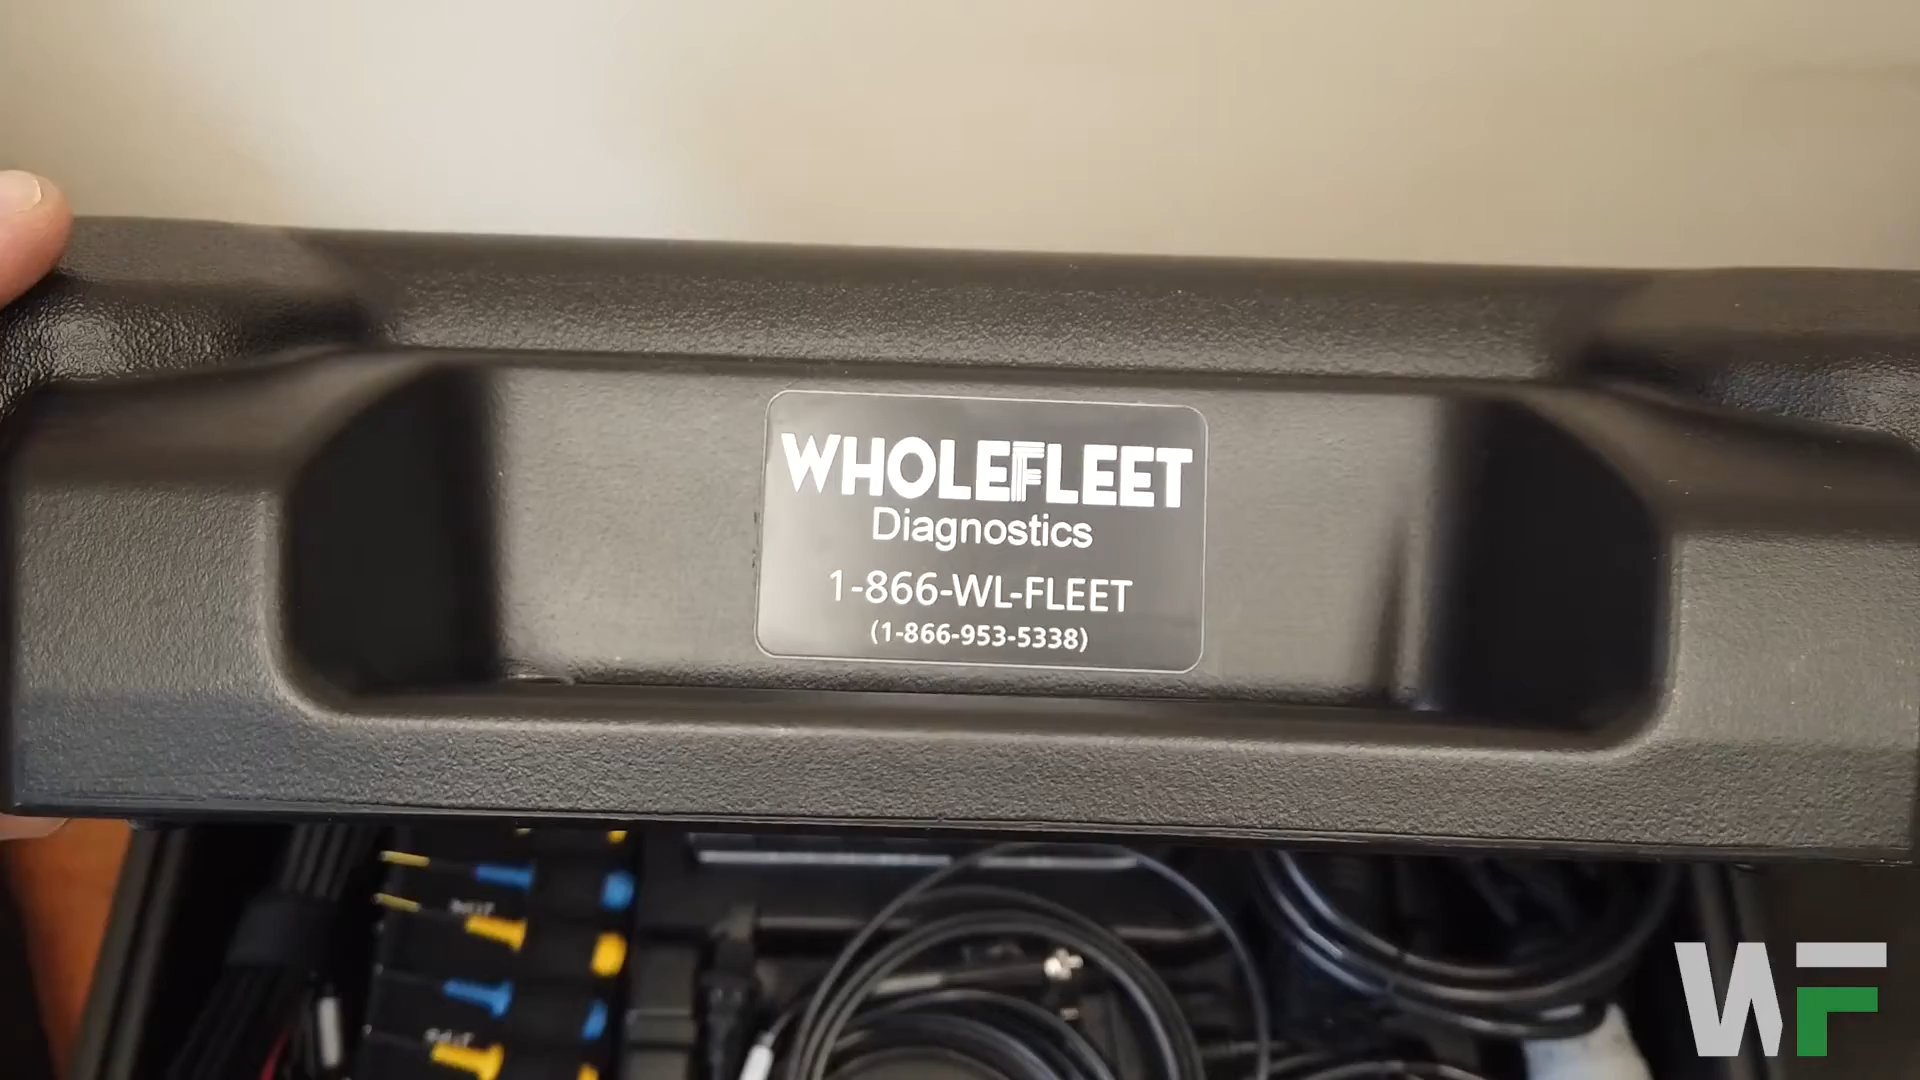 WHOLEFLEET
Diagnostics
1-866-WL-FLEET
(1-866-953-5338)
WF